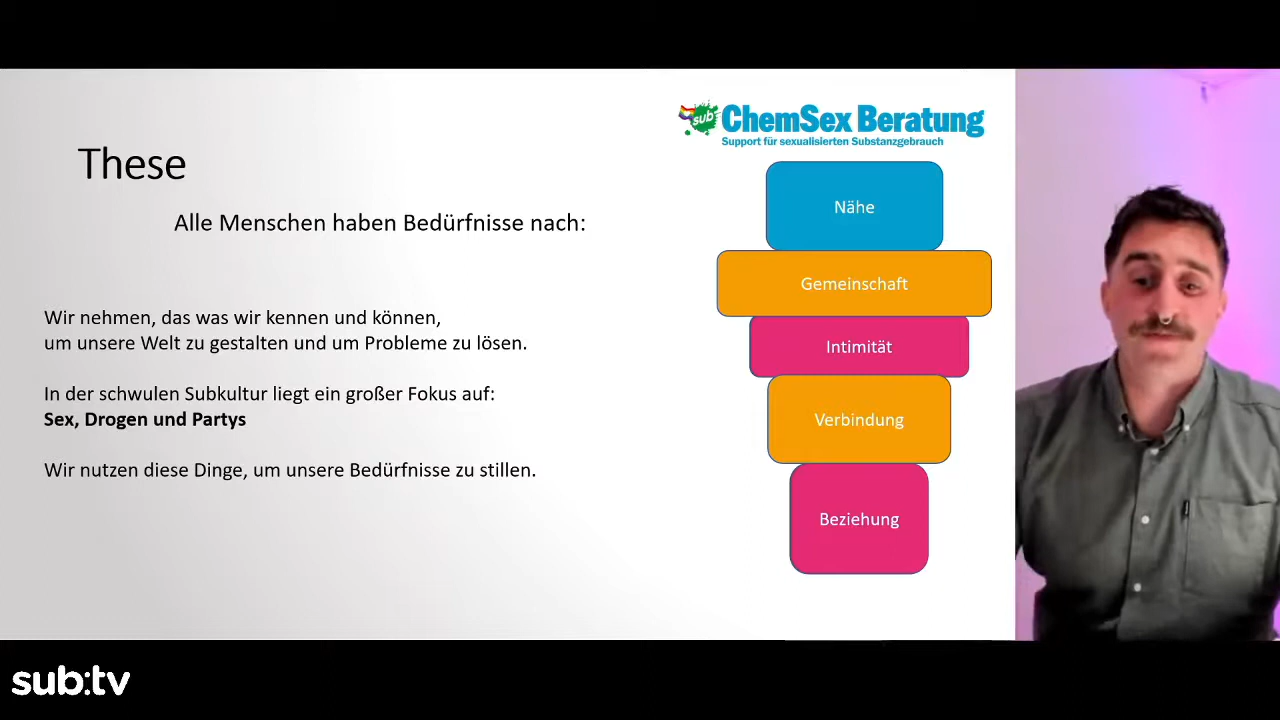 sub
ChemSex Beratung
Support für sexualisierten Substanzgebrauch
These
Alle Menschen haben Bedürfnisse nach:
Wir nehmen, das was wir kennen und können,
um unsere Welt zu gestalten und um Probleme zu lösen.
In der schwulen Subkultur liegt ein großer Fokus auf:
Sex, Drogen und Partys
Wir nutzen diese Dinge, um unsere Bedürfnisse zu stillen.
Nähe
Gemeinschaft
Intimität
Verbindung
Beziehung
sub:tv